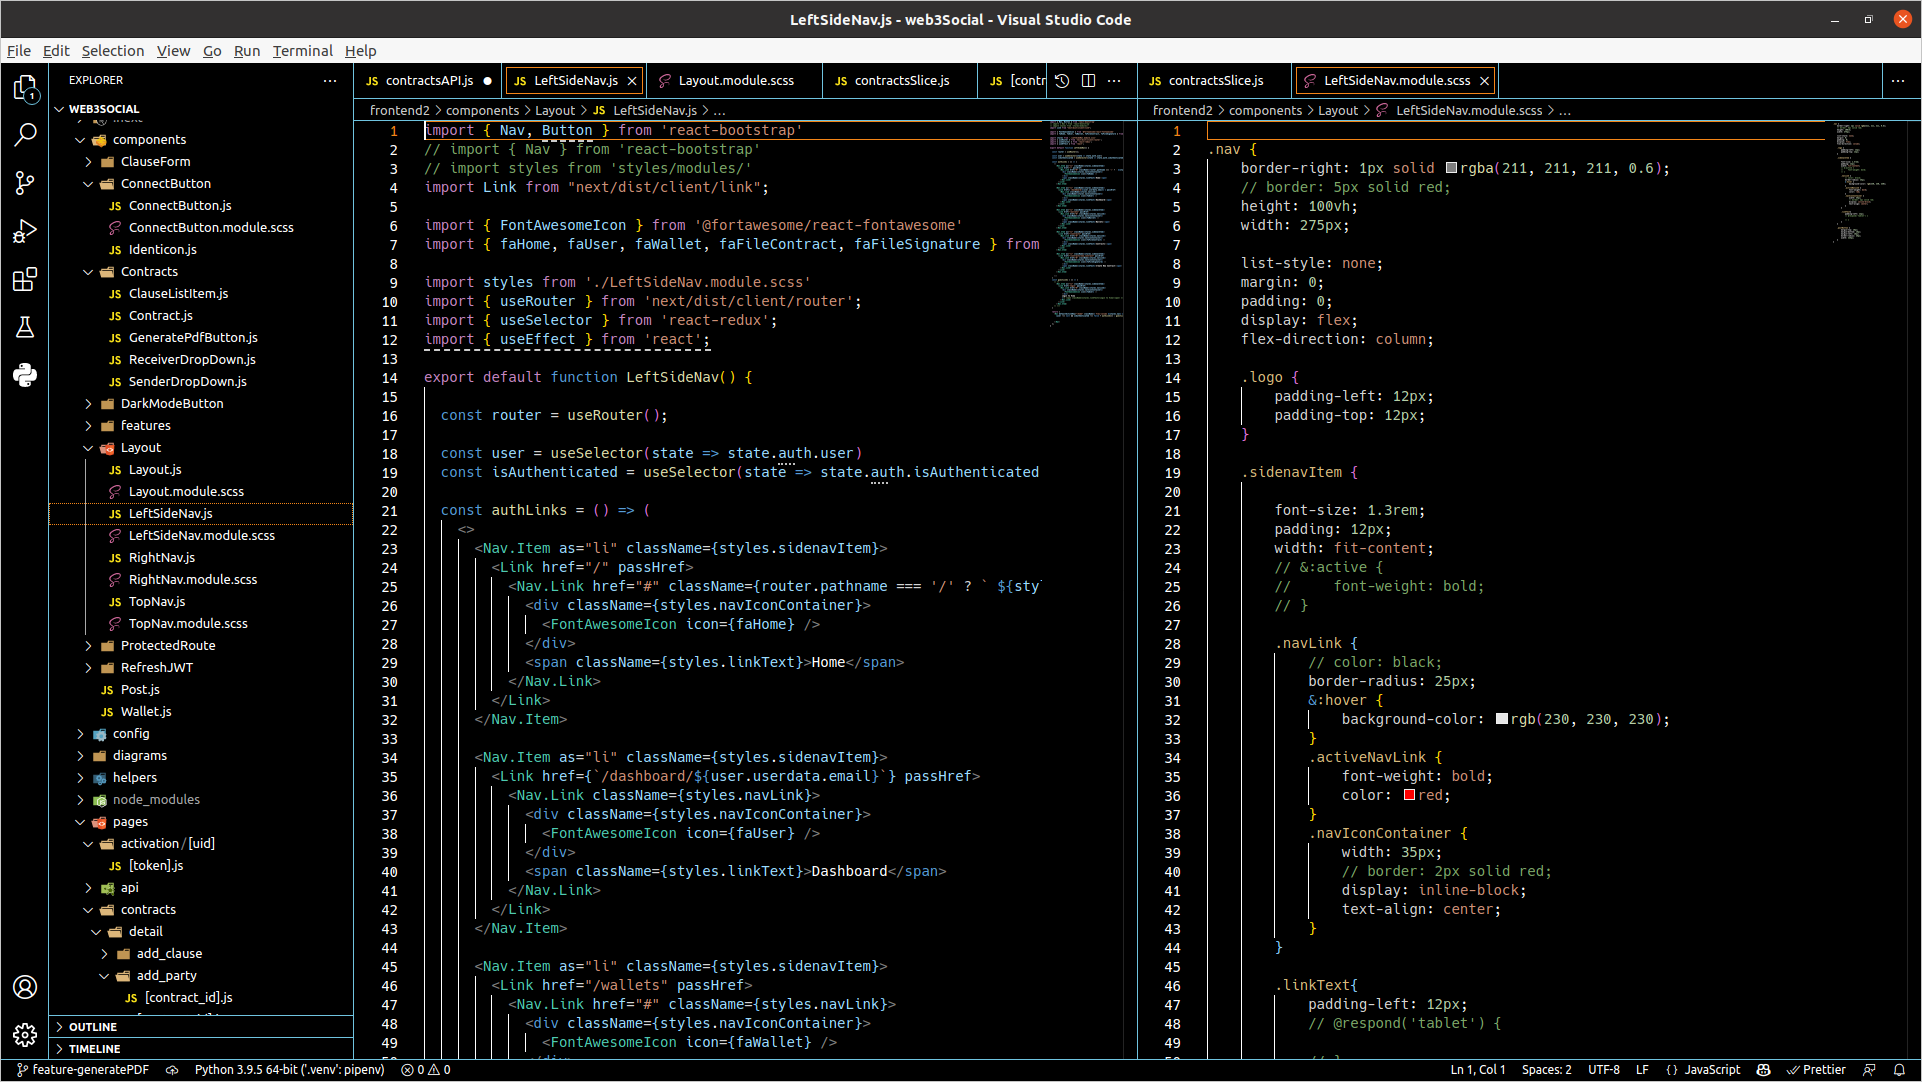 LeftSideNav.js - web3Social - Visual Studio Code
File Edit Selection View Go Run Terminal Help
EXPLORER
WEB3SOCIAL
components
ClauseForm
ConnectButton
JS ConnectButton.js
ConnectButton.module.scss
JS Identicon.js
Contracts
JS ClauseListItem.js
JS Contract.js
JS GeneratePdfButton.js
JS ReceiverDropDown.js
JS SenderDropDown.js
DarkModeButton
features
Layout
JS Layout.js
Layout.module.scss
JS LeftSideNav.js
LeftSideNav.module.scss
JS RightNav.js
RightNav.module.scss
JS TopNav.js
TopNav.module.scss
ProtectedRoute
RefreshJWT
JS Post.js
JS Wallet.js
config
diagrams
helpers
node_modules
pages
activation/[uid]
JS [token].js
api
contracts
detail
add_clause
add_party
JS [contract_id].js
OUTLINE
TIMELINE
JS contractsAPI.js JS LeftSideNav.js Layout.module.scss JS contractsSlice.js JS [contr
frontend2 > components > Layout > JS LeftSideNav.js > ...
1 import { Nav, Button } from 'react-bootstrap'
2 // import { Nav } from 'react-bootstrap'
3 // import styles from 'styles/modules/'
4 import Link from "next/dist/client/link";
5
6 import { FontAwesomeIcon } from '@fortawesome/react-fontawesome'
7 import { faHome, faUser, faWallet, faFileContract, faFileSignature } from
8
9 import styles from './LeftSideNav.module.scss'
10 import { useRouter } from 'next/dist/client/router';
11 import { useSelector } from 'react-redux';
12 import { useEffect } from 'react';
13
14 export default function LeftSideNav() {
15
16 const router = useRouter();
17
18 const user = useSelector(state => state.auth.user)
19 const isAuthenticated = useSelector(state => state.auth.isAuthenticated
20
21 const authLinks = () => (
22 <>
23 <Nav.Item as="li" className={styles.sidenavItem}>
24 <Link href="/" passHref>
25 <Nav.Link href="#" className={router.pathname === '/' ? ` ${sty
26 <div className={styles.navIconContainer}>
27 <FontAwesomeIcon icon={faHome} />
28 </div>
29 <span className={styles.linkText}>Home</span>
30 </Nav.Link>
31 </Link>
32 </Nav.Item>
33
34 <Nav.Item as="li" className={styles.sidenavItem}>
35 <Link href={`/dashboard/${user.userdata.email}`} passHref>
36 <Nav.Link className={styles.navLink}>
37 <div className={styles.navIconContainer}>
38 <FontAwesomeIcon icon={faUser} />
39 </div>
40 <span className={styles.linkText}>Dashboard</span>
41 </Nav.Link>
42 </Link>
43 </Nav.Item>
44
45 <Nav.Item as="li" className={styles.sidenavItem}>
46 <Link href="/wallets" passHref>
47 <Nav.Link href="#" className={styles.navLink}>
48 <div className={styles.navIconContainer}>
49 <FontAwesomeIcon icon={faWallet} />
JS contractsSlice.js LeftSideNav.module.scss
frontend2 > components > Layout > LeftSideNav.module.scss > ...
1
2 .nav {
3 border-right: 1px solid rgba(211, 211, 211, 0.6);
4 // border: 5px solid red;
5 height: 100vh;
6 width: 275px;
7
8 list-style: none;
9 margin: 0;
10 padding: 0;
11 display: flex;
12 flex-direction: column;
13
14 .logo {
15 padding-left: 12px;
16 padding-top: 12px;
17 }
18
19 .sidenavItem {
20
21 font-size: 1.3rem;
22 padding: 12px;
23 width: fit-content;
24 // &:active {
25 // font-weight: bold;
26 // }
27
28 .navLink {
29 // color: black;
30 border-radius: 25px;
31 &:hover {
32 background-color: rgb(230, 230, 230);
33 }
34 .activeNavLink {
35 font-weight: bold;
36 color: red;
37 }
38 .navIconContainer {
39 width: 35px;
40 // border: 2px solid red;
41 display: inline-block;
42 text-align: center;
43 }
44 }
45
46 .linkText{
47 padding-left: 12px;
48 // @respond('tablet') {
49
feature-generatePDF Python 3.9.5 64-bit ('.venv': pipenv) 0 0 Ln 1, Col 1 Spaces: 2 UTF-8 LF {} JavaScript Prettier